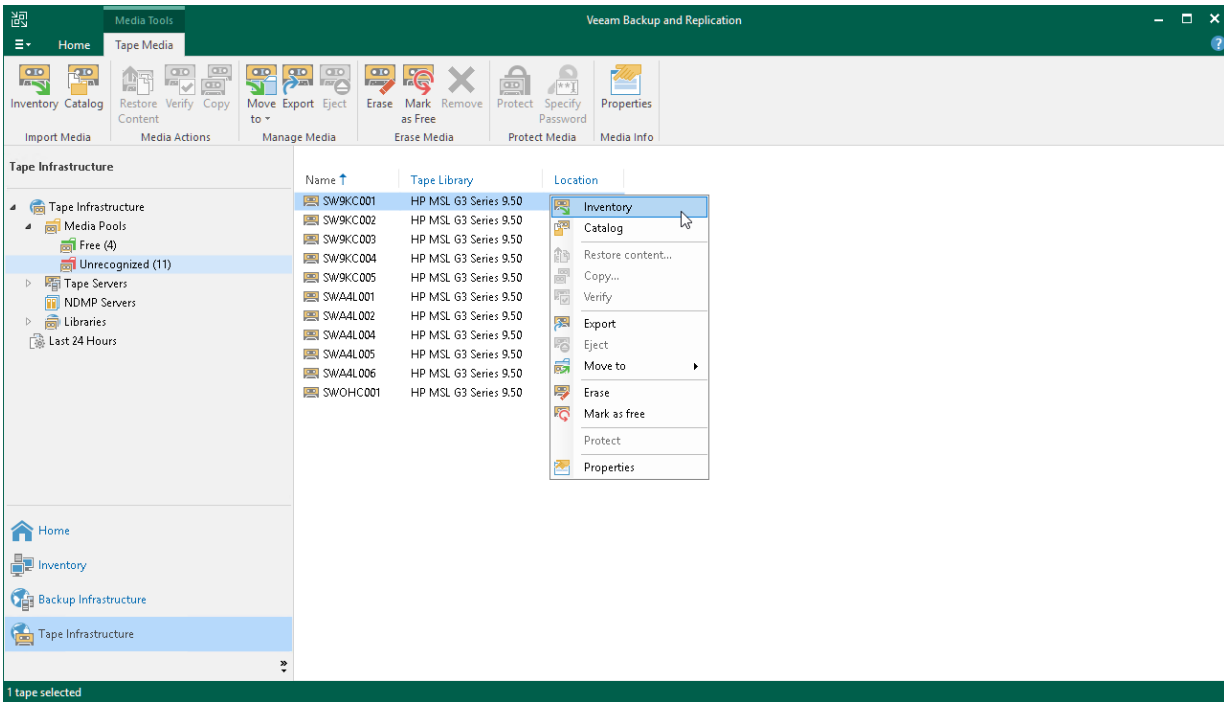 Media Tools
Veeam Backup and Replication
Home Tape Media
Inventory Catalog Restore Content Verify Copy Move to Export Eject Erase Mark as Free Remove Protect Specify Password Properties
Import Media Media Actions Manage Media Erase Media Protect Media Media Info
Tape Infrastructure
Tape Infrastructure
Media Pools
Free (4)
Unrecognized (11)
Tape Servers
NDMP Servers
Libraries
Last 24 Hours
Home
Inventory
Backup Infrastructure
Tape Infrastructure
Name Tape Library Location
SW9KC001 HP MSL G3 Series 9.50
SW9KC002 HP MSL G3 Series 9.50
SW9KC003 HP MSL G3 Series 9.50
SW9KC004 HP MSL G3 Series 9.50
SW9KC005 HP MSL G3 Series 9.50
SWA4L001 HP MSL G3 Series 9.50
SWA4L002 HP MSL G3 Series 9.50
SWA4L004 HP MSL G3 Series 9.50
SWA4L005 HP MSL G3 Series 9.50
SWA4L006 HP MSL G3 Series 9.50
SWOHC001 HP MSL G3 Series 9.50
Inventory
Catalog
Restore content...
Copy...
Verify
Export
Eject
Move to
Erase
Mark as free
Protect
Properties
1 tape selected